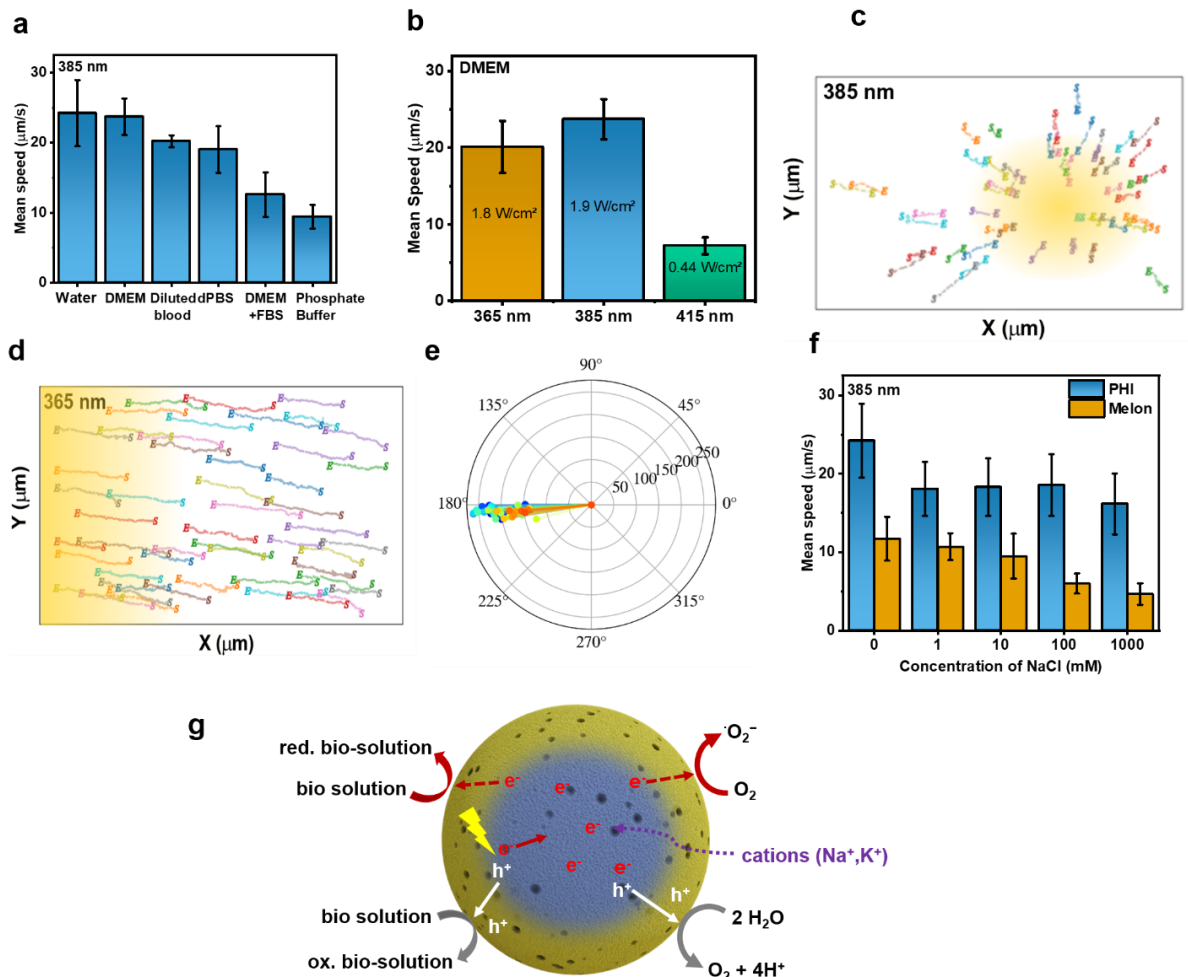 a
385 nm
Mean speed (μm/s)
30
20
10
0
Water
DMEM
Diluted
blood
dPBS
DMEM
+FBS
Phosphate
Buffer
b
DMEM
Mean Speed (μm/s)
30
20
10
0
1.8 W/cm²
1.9 W/cm²
0.44 W/cm²
365 nm
385 nm
415 nm
c
385 nm
Y (μm)
X (μm)
d
365 nm
Y (μm)
X (μm)
e
90°
135°
45°
180°
50
100
150
200
250
0°
225°
315°
270°
f
385 nm
PHI
Melon
Mean speed (μm/s)
30
20
10
0
0
1
10
100
1000
Concentration of NaCl (mM)
g
red. bio-solution
bio solution
·O₂⁻
O₂
e⁻
e⁻
e⁻
e⁻
e⁻
e⁻
e⁻
cations (Na⁺,K⁺)
h⁺
h⁺
h⁺
h⁺
bio solution
ox. bio-solution
2 H₂O
O₂ + 4H⁺